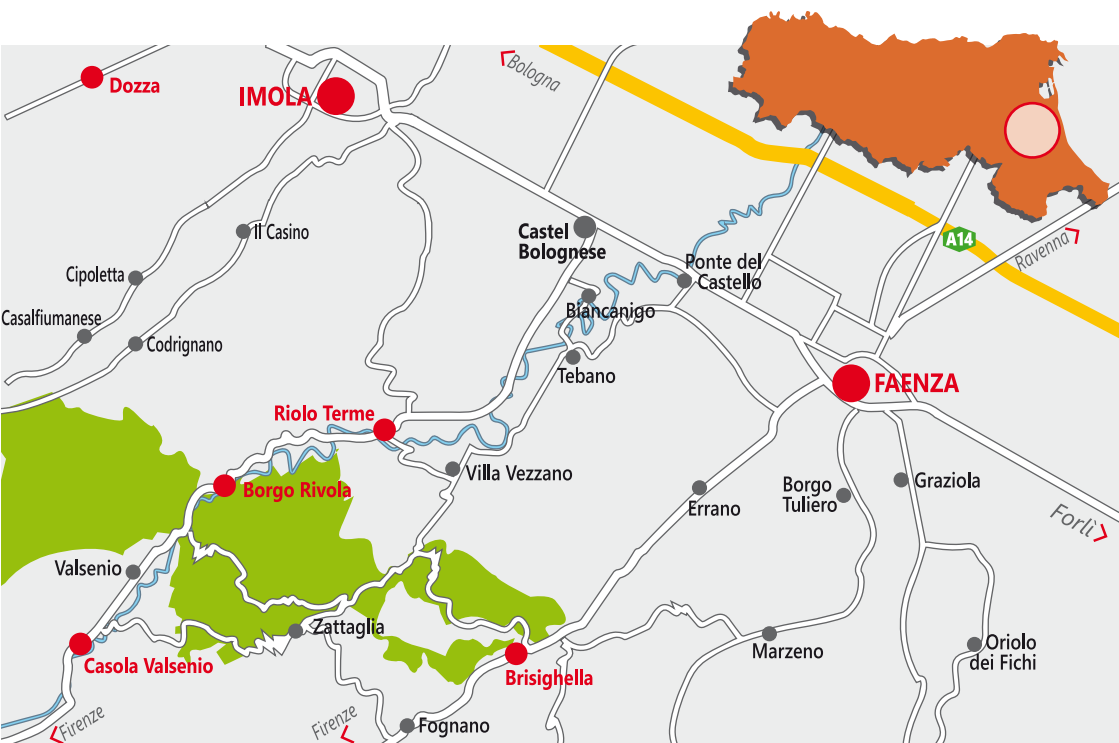 Bologna
Dozza
IMOLA
Il Casino
Castel
Bolognese
A14
Ravenna
Cipoletta
Ponte del
Castello
Biancanigo
Casalfiumanese
Codrignano
Tebano
FAENZA
Riolo Terme
Villa Vezzano
Borgo Rivola
Errano
Borgo
Tuliero
Graziola
Forlì
Valsenio
Zattaglia
Casola Valsenio
Brisighella
Marzeno
Oriolo
dei Fichi
Firenze
Firenze
Fognano